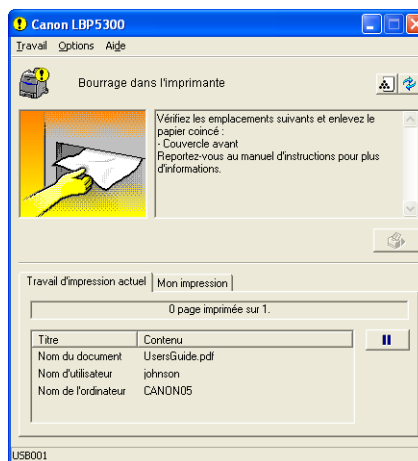 Canon LBP5300
Travail Options Aide
Bourrage dans l'imprimante
Vérifiez les emplacements suivants et enlevez le
papier coincé :
- Couvercle avant
Reportez-vous au manuel d'instructions pour plus
d'informations.
Travail d'impression actuel Mon impression
0 page imprimée sur 1.
Titre Contenu
Nom du document UsersGuide.pdf
Nom d'utilisateur johnson
Nom de l'ordinateur CANON05
USB001